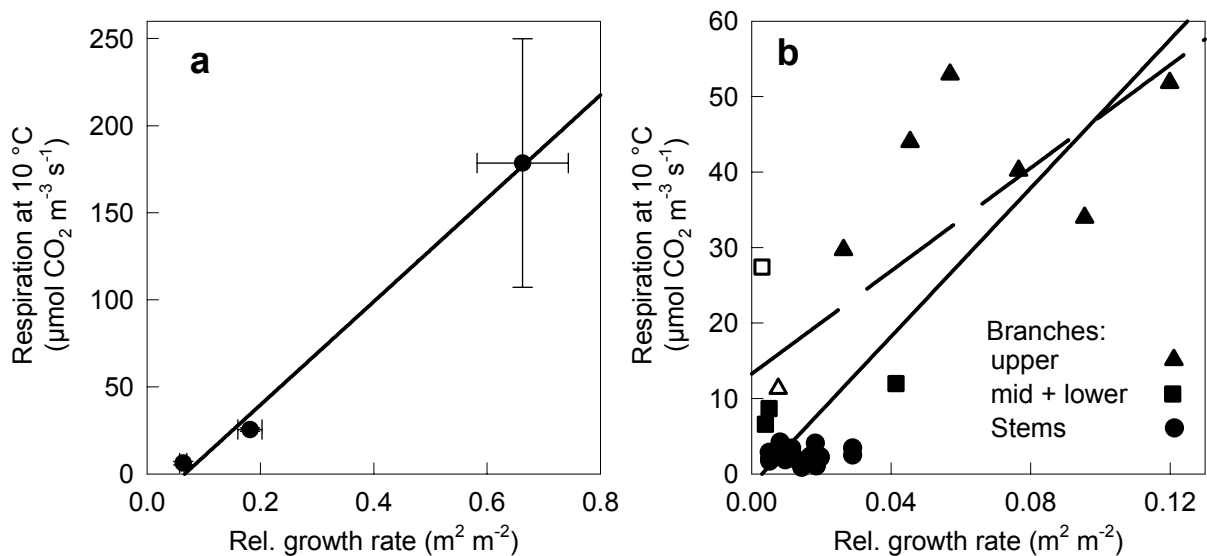 a
Respiration at 10 °C
(µmol CO2 m-3 s-1)
250
200
150
100
50
0
0.0 0.2 0.4 0.6 0.8
Rel. growth rate (m2 m-2)
b
Respiration at 10 °C
(µmol CO2 m-3 s-1)
60
50
40
30
20
10
0
Branches:
upper
mid + lower
Stems
0.00 0.04 0.08 0.12
Rel. growth rate (m2 m-2)